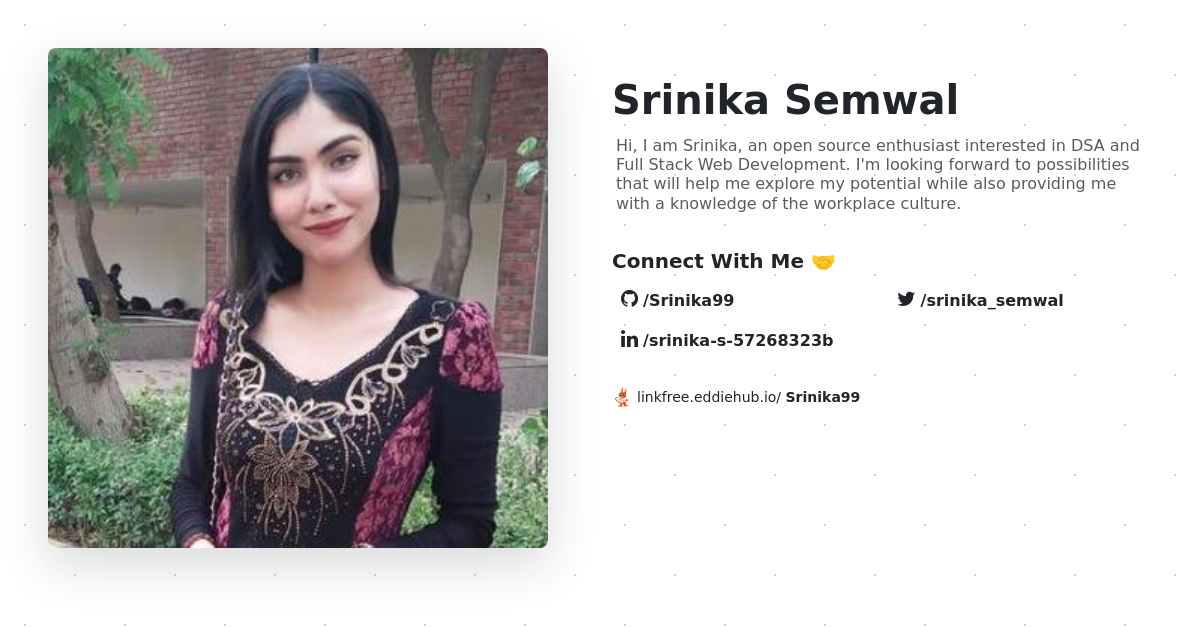 Srinika Semwal
Hi, I am Srinika, an open source enthusiast interested in DSA and
Full Stack Web Development. I'm looking forward to possibilities
that will help me explore my potential while also providing me
with a knowledge of the workplace culture.
Connect With Me 🤝
/Srinika99
/srinika_semwal
/srinika-s-57268323b
linkfree.eddiehub.io/ Srinika99